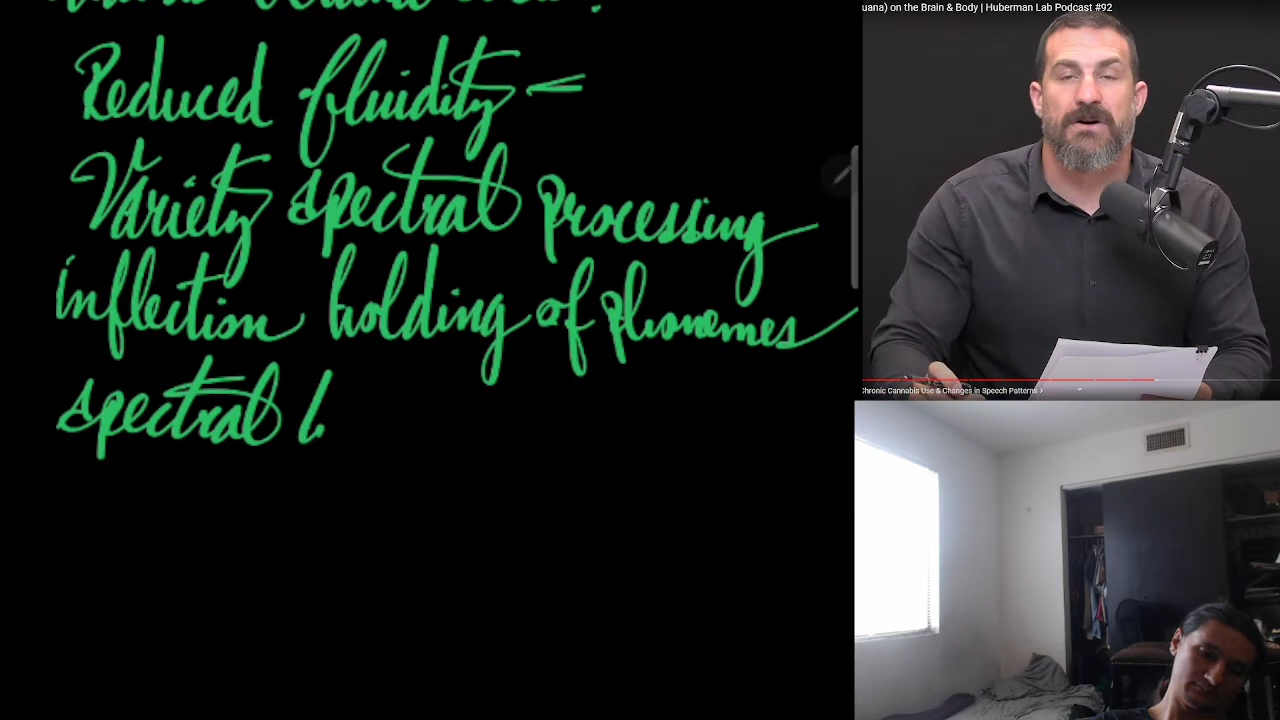 Reduced fluidity -
Variety spectral processing
inflection holding of phonemes
spectral
uana) on the Brain & Body | Huberman Lab Podcast #92
Chronic Cannabis Use & Changes in Speech Patterns >